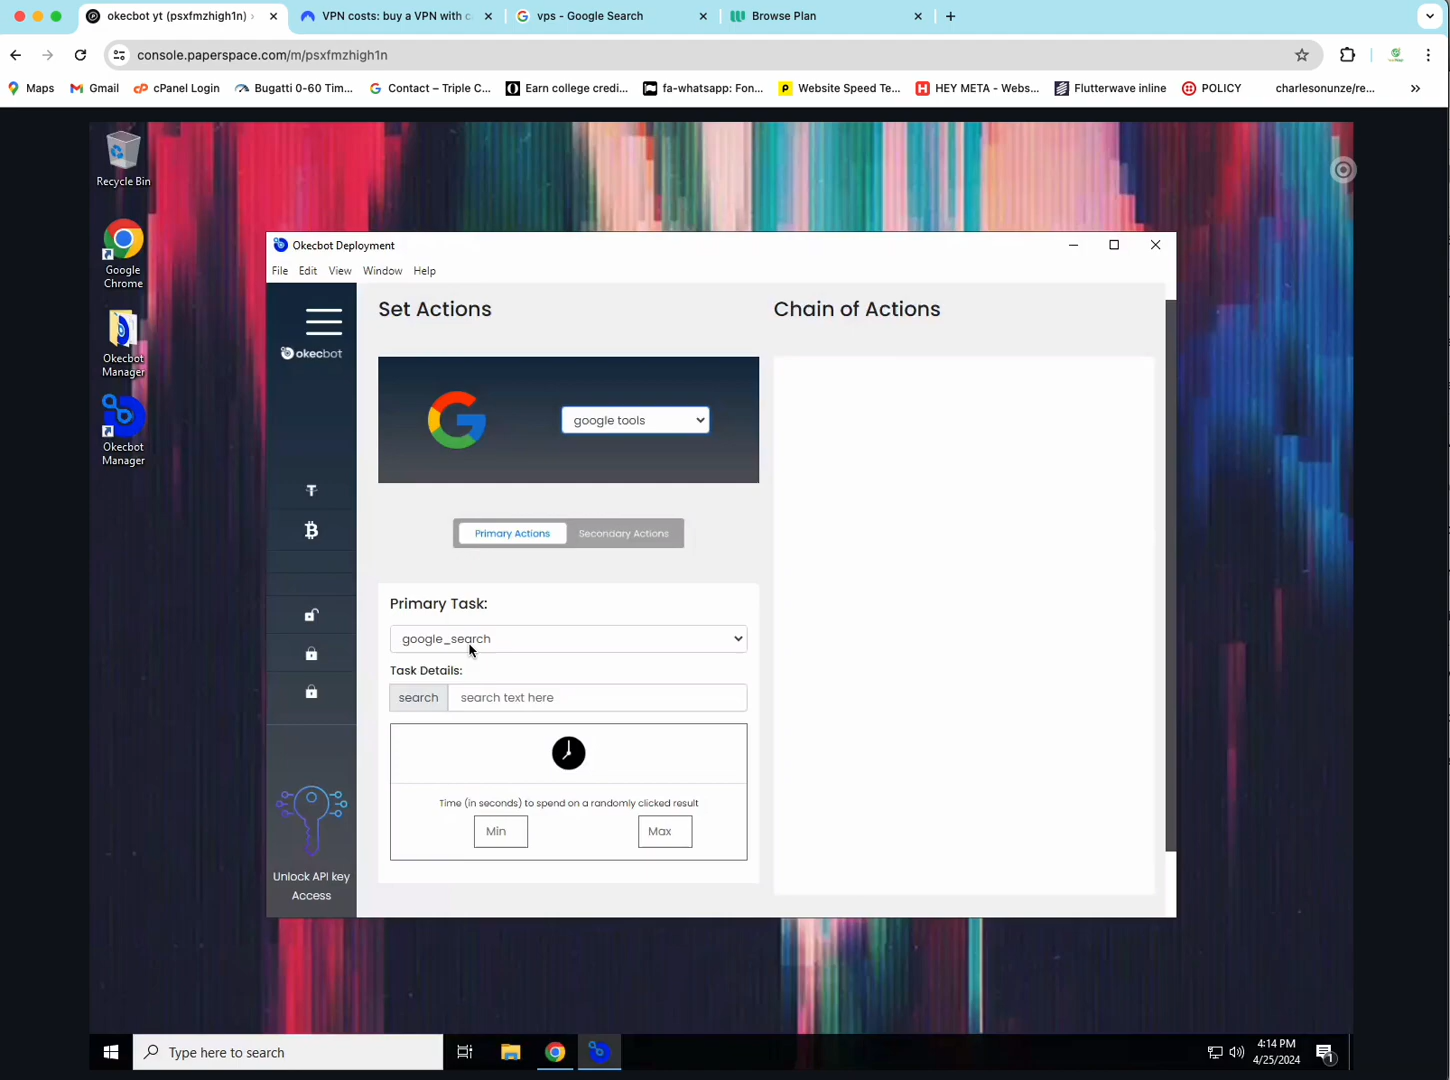 okecbot yt (psxfmzhigh1n)
VPN costs: buy a VPN with c
vps - Google Search
Browse Plan
console.paperspace.com/m/psxfmzhigh1n
Maps
Gmail
cPanel Login
Bugatti 0-60 Tim...
Contact – Triple C...
Earn college credi...
fa-whatsapp: Fon...
Website Speed Te...
HEY META - Webs...
Flutterwave inline
POLICY
charlesonunze/re...
Recycle Bin
Google
Chrome
Okecbot
Manager
Okecbot
Manager
Okecbot Deployment
File Edit View Window Help
okecbot
Unlock API key
Access
Set Actions
google tools
Primary Actions
Secondary Actions
Primary Task:
google_search
Task Details:
search
search text here
Time (in seconds) to spend on a randomly clicked result
Min
Max
Chain of Actions
Type here to search
4:14 PM
4/25/2024
1